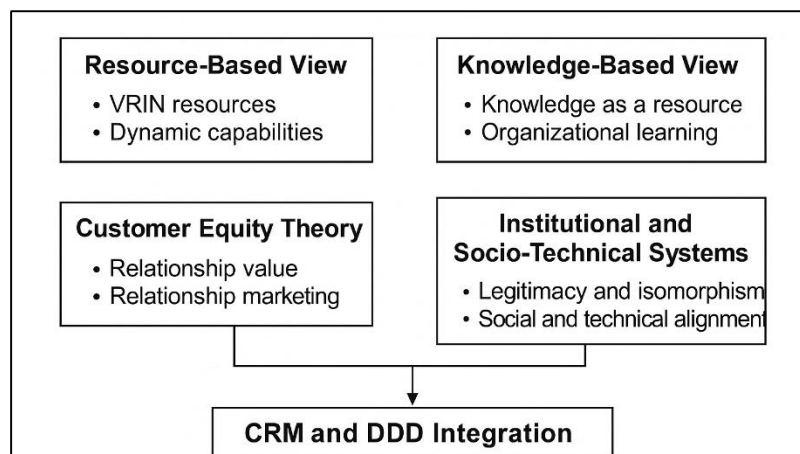 Resource-Based View
• VRIN resources
• Dynamic capabilities
Knowledge-Based View
• Knowledge as a resource
• Organizational learning
Customer Equity Theory
• Relationship value
• Relationship marketing
Institutional and
Socio-Technical Systems
• Legitimacy and isomorphism
• Social and technical alignment
CRM and DDD Integration